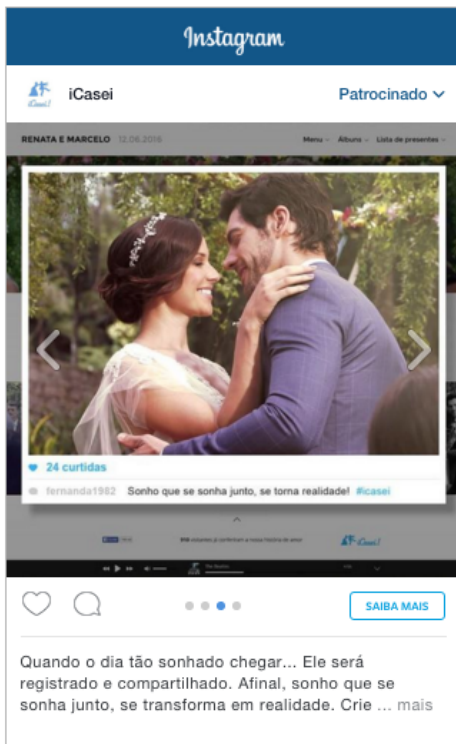 Instagram
iCasei
Patrocinado
RENATA E MARCELO 12.06.2016 Menu Álbuns Lista de presentes
24 curtidas
fernanda1982 Sonho que se sonha junto, se torna realidade! #icasei
iCasei!
SAIBA MAIS
Quando o dia tão sonhado chegar... Ele será
registrado e compartilhado. Afinal, sonho que se
sonha junto, se transforma em realidade. Crie ... mais